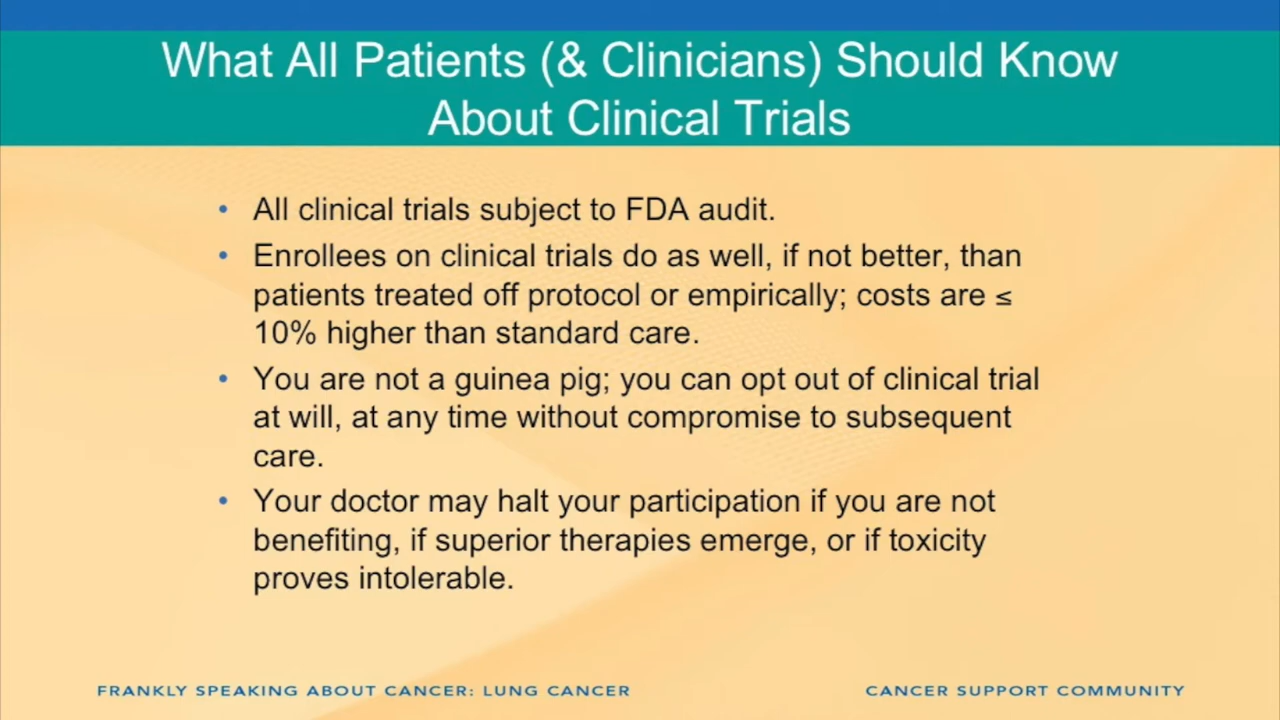 What All Patients (& Clinicians) Should Know
About Clinical Trials
• All clinical trials subject to FDA audit.
• Enrollees on clinical trials do as well, if not better, than
patients treated off protocol or empirically; costs are ≤
10% higher than standard care.
• You are not a guinea pig; you can opt out of clinical trial
at will, at any time without compromise to subsequent
care.
• Your doctor may halt your participation if you are not
benefiting, if superior therapies emerge, or if toxicity
proves intolerable.
FRANKLY SPEAKING ABOUT CANCER: LUNG CANCER
CANCER SUPPORT COMMUNITY